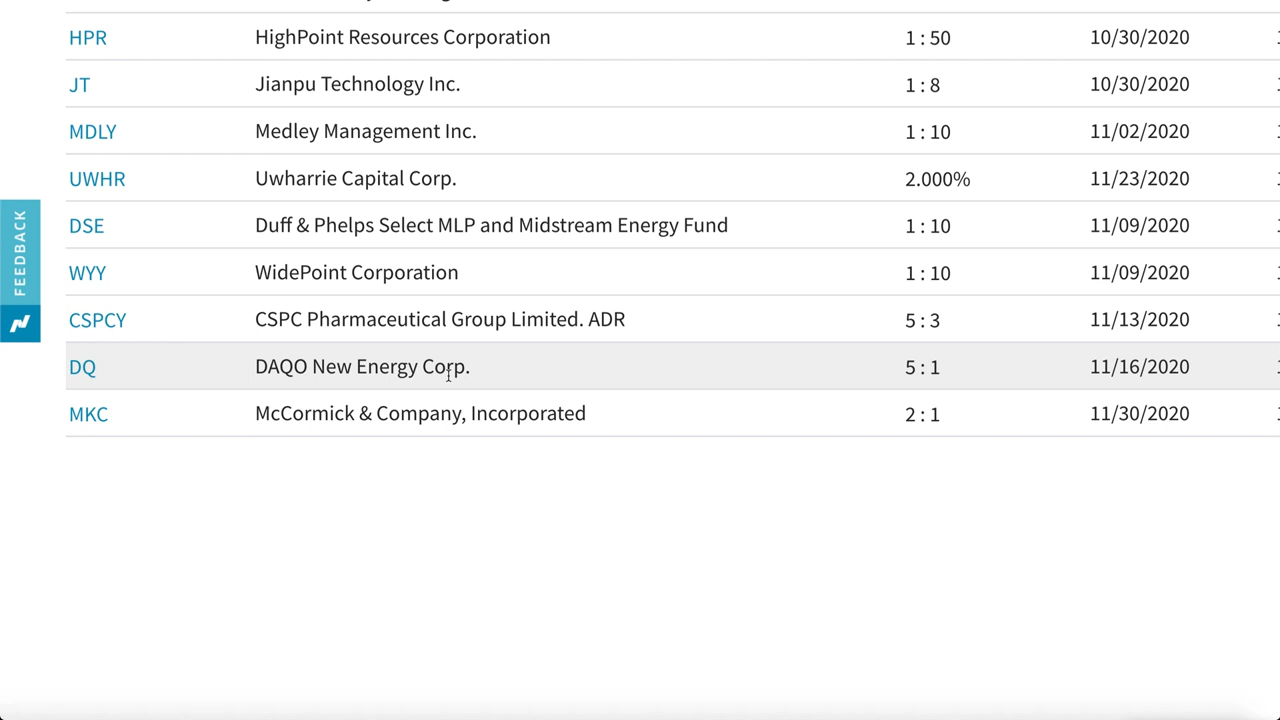 HPR HighPoint Resources Corporation 1 : 50 10/30/2020
JT Jianpu Technology Inc. 1 : 8 10/30/2020
MDLY Medley Management Inc. 1 : 10 11/02/2020
UWHR Uwharrie Capital Corp. 2.000% 11/23/2020
DSE Duff & Phelps Select MLP and Midstream Energy Fund 1 : 10 11/09/2020
WYY WidePoint Corporation 1 : 10 11/09/2020
CSPCY CSPC Pharmaceutical Group Limited. ADR 5 : 3 11/13/2020
DQ DAQO New Energy Corp. 5 : 1 11/16/2020
MKC McCormick & Company, Incorporated 2 : 1 11/30/2020
FEEDBACK